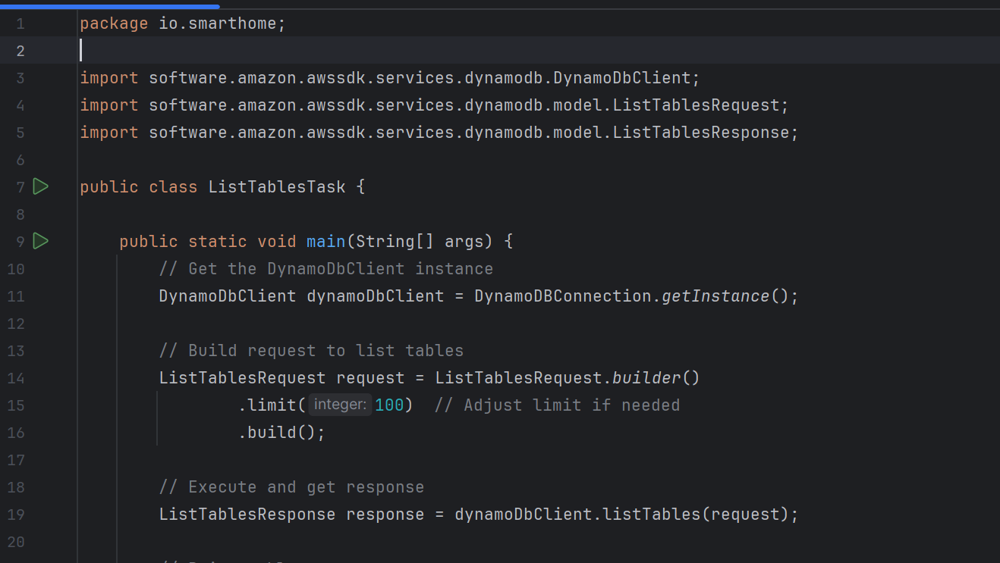 1 package io.smarthome;
2
3 import software.amazon.awssdk.services.dynamodb.DynamoDbClient;
4 import software.amazon.awssdk.services.dynamodb.model.ListTablesRequest;
5 import software.amazon.awssdk.services.dynamodb.model.ListTablesResponse;
6
7 public class ListTablesTask {
8
9 public static void main(String[] args) {
10 // Get the DynamoDbClient instance
11 DynamoDbClient dynamoDbClient = DynamoDBConnection.getInstance();
12
13 // Build request to list tables
14 ListTablesRequest request = ListTablesRequest.builder()
15 .limit( integer: 100) // Adjust limit if needed
16 .build();
17
18 // Execute and get response
19 ListTablesResponse response = dynamoDbClient.listTables(request);
20